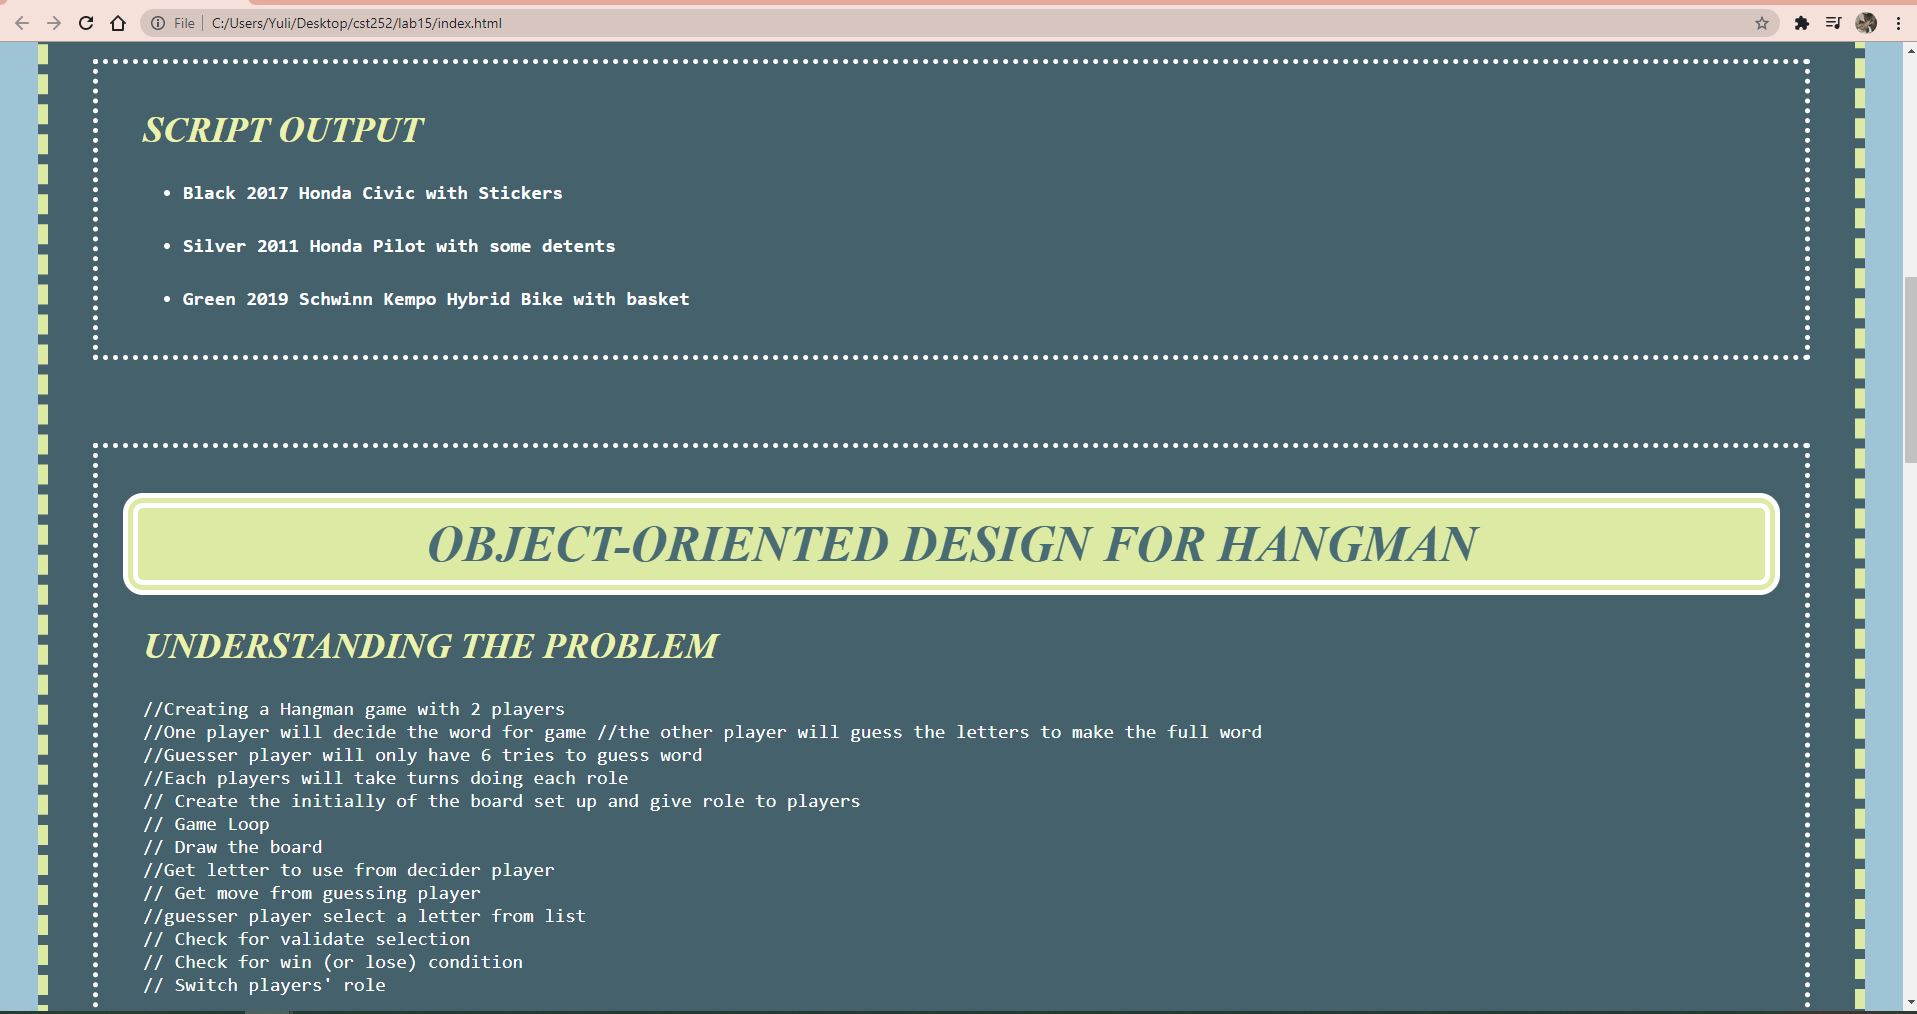 File
C:/Users/Yuli/Desktop/cst252/lab15/index.html
SCRIPT OUTPUT
• Black 2017 Honda Civic with Stickers
• Silver 2011 Honda Pilot with some detents
• Green 2019 Schwinn Kempo Hybrid Bike with basket
OBJECT-ORIENTED DESIGN FOR HANGMAN
UNDERSTANDING THE PROBLEM
//Creating a Hangman game with 2 players
//One player will decide the word for game //the other player will guess the letters to make the full word
//Guesser player will only have 6 tries to guess word
//Each players will take turns doing each role
// Create the initially of the board set up and give role to players
// Game Loop
// Draw the board
//Get letter to use from decider player
// Get move from guessing player
//guesser player select a letter from list
// Check for validate selection
// Check for win (or lose) condition
// Switch players' role